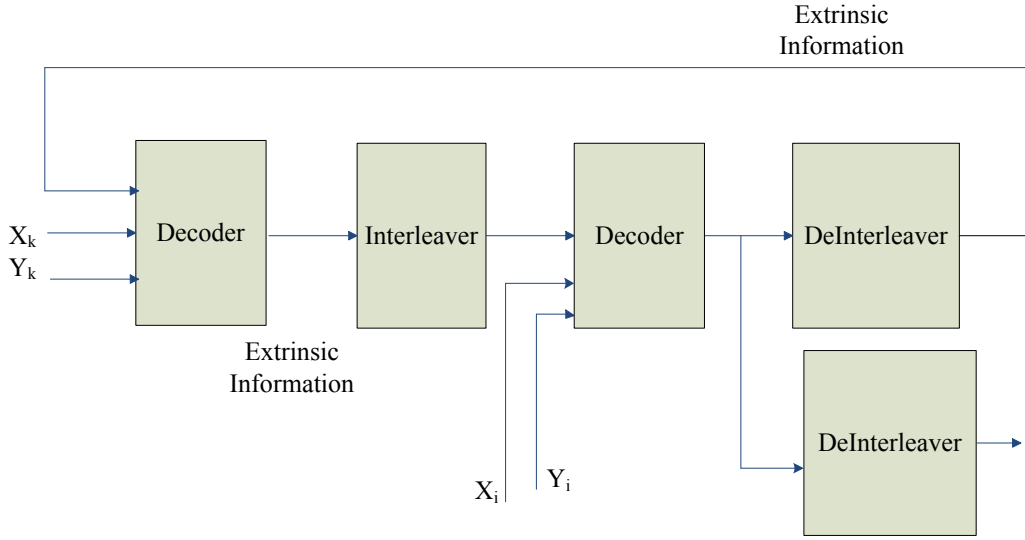 Extrinsic
Information
Decoder
Interleaver
Decoder
DeInterleaver
Xk
Yk
Extrinsic
Information
DeInterleaver
Xi
Yi